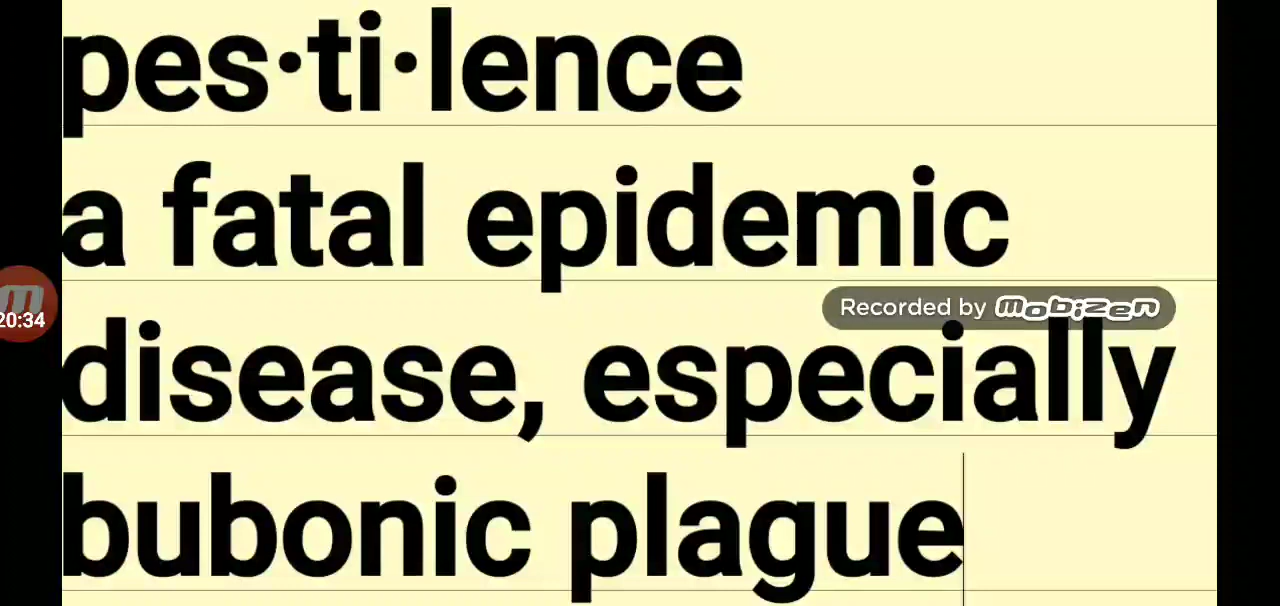 pes·ti·lence
a fatal epidemic
Recorded by mobizen
20:34
disease, especially
bubonic plague